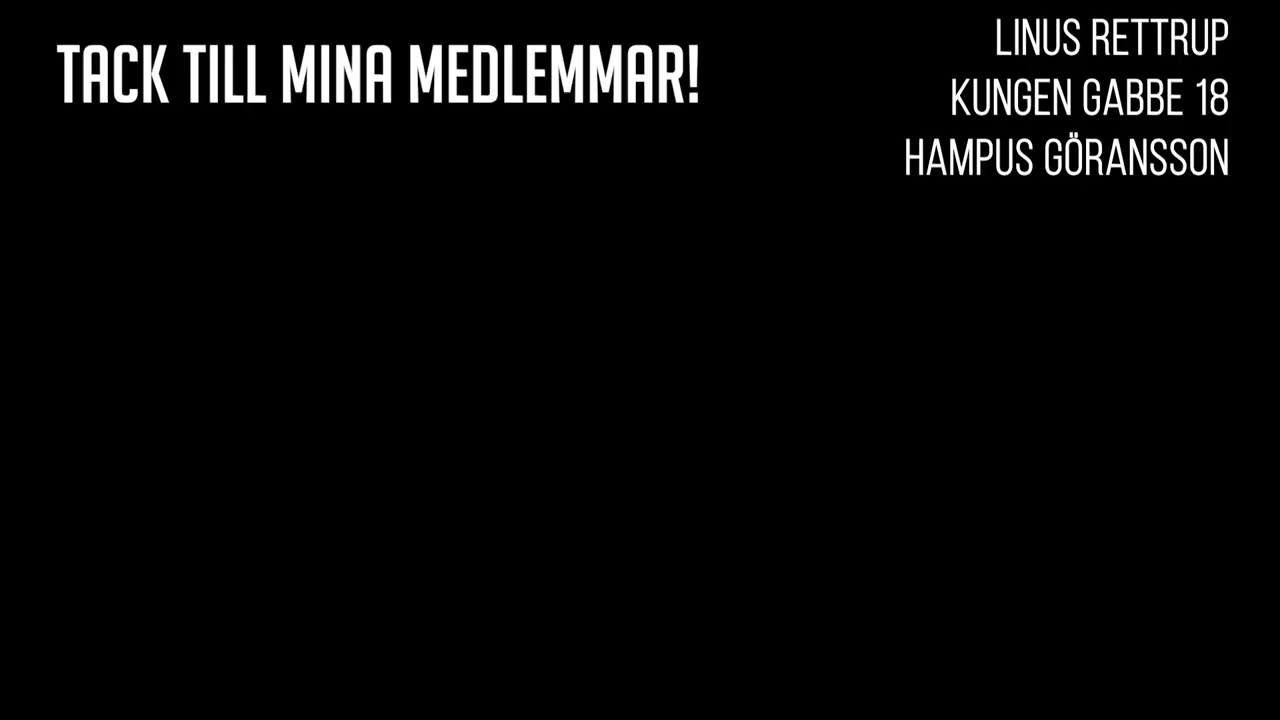 TACK TILL MINA MEDLEMMAR!
LINUS RETTRUP
KUNGEN GABBE 18
HAMPUS GÖRANSSON